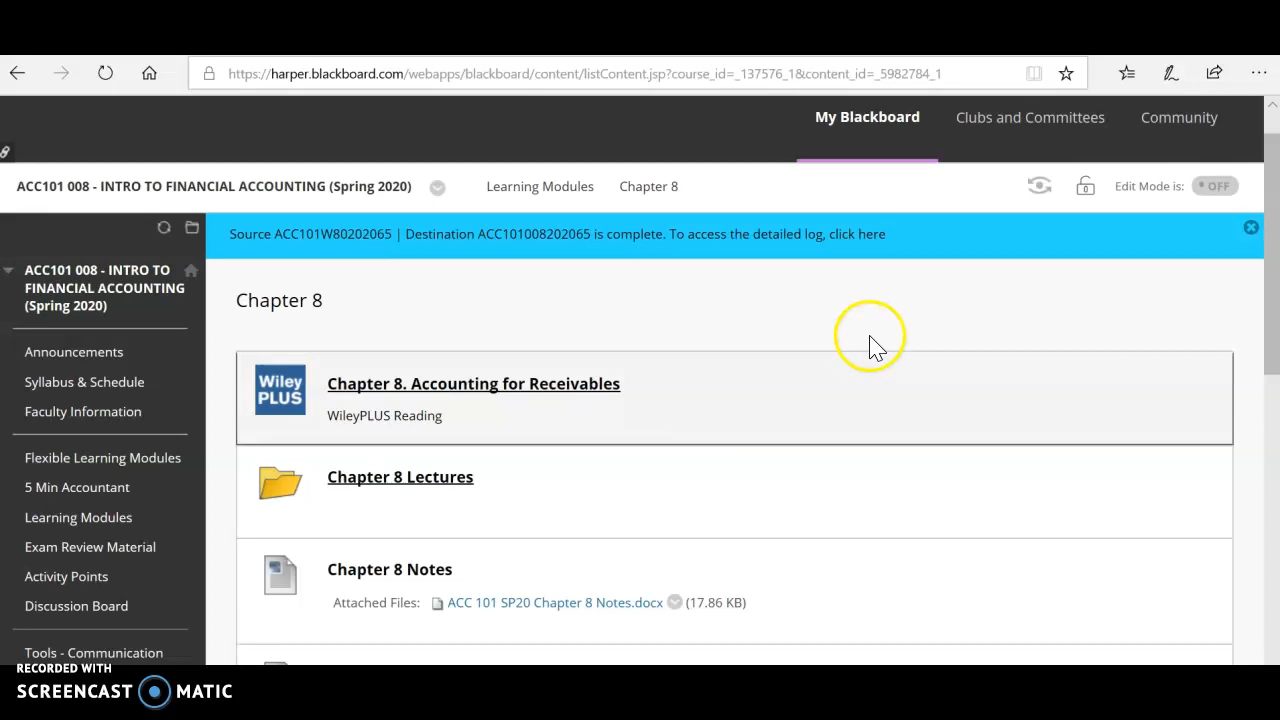 https://harper.blackboard.com/webapps/blackboard/content/listContent.jsp?course_id=_137576_1&content_id=_5982784_1
My Blackboard
Clubs and Committees
Community
ACC101 008 - INTRO TO FINANCIAL ACCOUNTING (Spring 2020)
Learning Modules
Chapter 8
0
Edit Mode is:
OFF
Source ACC101W80202065 | Destination ACC101008202065 is complete. To access the detailed log, click here
ACC101 008 - INTRO TO
FINANCIAL ACCOUNTING
(Spring 2020)
Announcements
Syllabus & Schedule
Faculty Information
Flexible Learning Modules
5 Min Accountant
Learning Modules
Exam Review Material
Activity Points
Discussion Board
Tools - Communication
Chapter 8
Wiley
PLUS
Chapter 8. Accounting for Receivables
WileyPLUS Reading
Chapter 8 Lectures
Chapter 8 Notes
Attached Files: ACC 101 SP20 Chapter 8 Notes.docx (17.86 KB)
RECORDED WITH
SCREENCAST MATIC